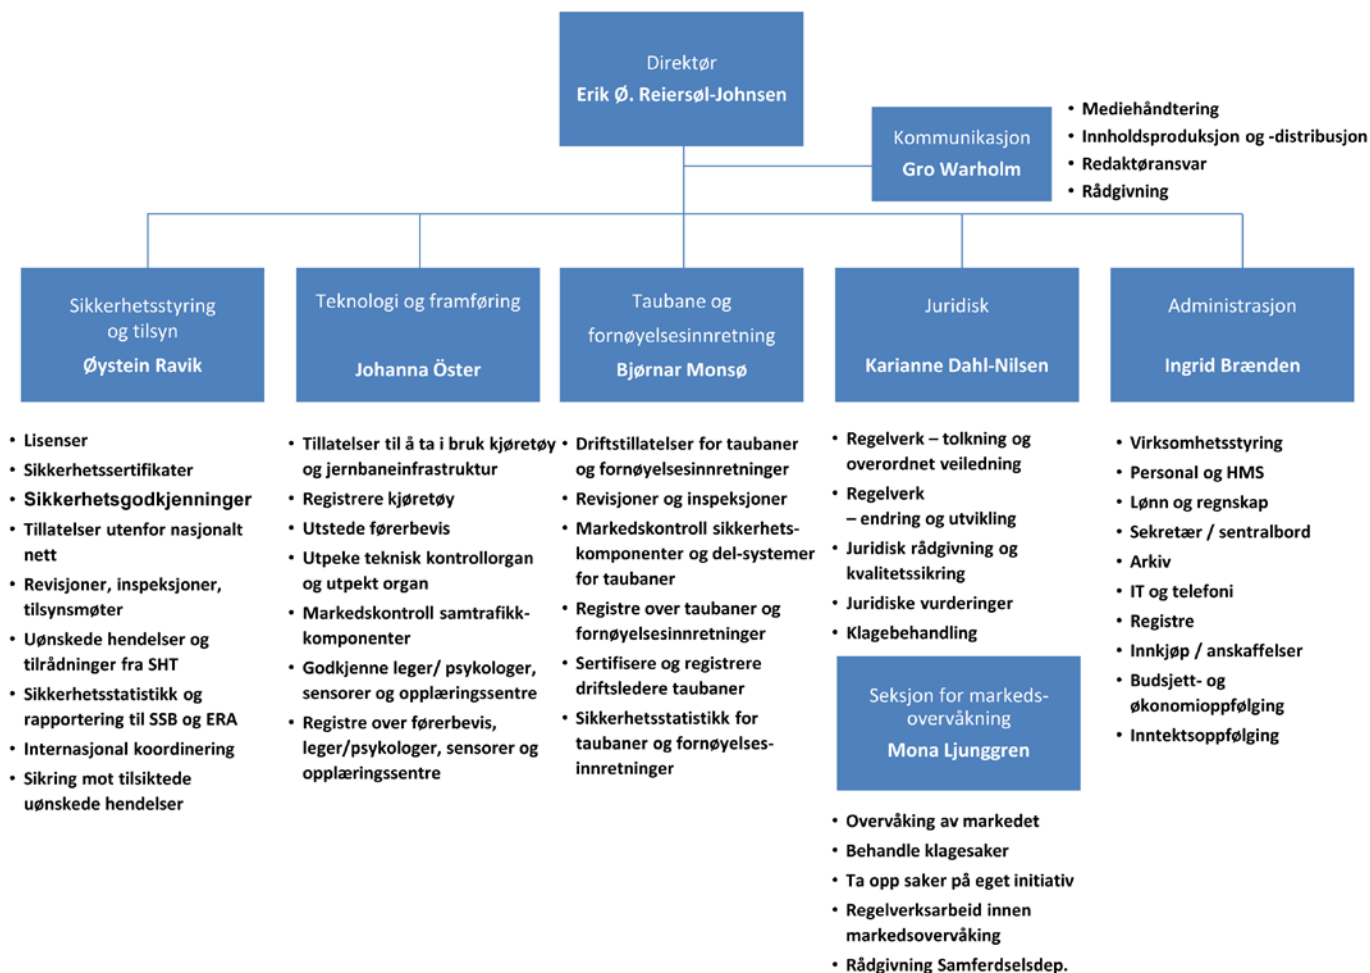 Direktør
Erik Ø. Reiersøl-Johnsen
Kommunikasjon
Gro Warholm
• Mediehåndtering
• Innholdsproduksjon og -distribusjon
• Redaktøransvar
• Rådgivning
Sikkerhetsstyring
og tilsyn
Øystein Ravik
• Lisenser
• Sikkerhetssertifikater
• Sikkerhetsgodkjenninger
• Tillatelser utenfor nasjonalt
nett
• Revisjoner, inspeksjoner,
tilsynsmøter
• Uønskede hendelser og
tilrådninger fra SHT
• Sikkerhetsstatistikk og
rapportering til SSB og ERA
• Internasjonal koordinering
• Sikring mot tilsiktede
uønskede hendelser
Teknologi og framføring
Johanna Öster
• Tillatelser til å ta i bruk kjøretøy
og jernbaneinfrastruktur
• Registrere kjøretøy
• Utstede førerbevis
• Utpeke teknisk kontrollorgan
og utpekt organ
• Markedskontroll samtrafikk-
komponenter
• Godkjenne leger/ psykologer,
sensorer og opplæringssentre
• Registre over førerbevis,
leger/psykologer, sensorer og
opplæringssentre
Taubane og
fornøyelsesinnretning
Bjørnar Monsø
• Driftstillatelser for taubaner
og fornøyelsesinnretninger
• Revisjoner og inspeksjoner
• Markedskontroll sikkerhets-
komponenter og del-systemer
for taubaner
• Registre over taubaner og
fornøyelsesinnretninger
• Sertifisere og registrere
driftsledere taubaner
• Sikkerhetsstatistikk for
taubaner og fornøyelses-
innretninger
Juridisk
Karianne Dahl-Nilsen
• Regelverk – tolkning og
overordnet veiledning
• Regelverk
– endring og utvikling
• Juridisk rådgivning og
kvalitetssikring
• Juridiske vurderinger
• Klagebehandling
Seksjon for markeds-
overvåkning
Mona Ljunggren
• Overvåking av markedet
• Behandle klagesaker
• Ta opp saker på eget initiativ
• Regelverksarbeid innen
markedsovervåking
• Rådgivning Samferdselsdep.
Administrasjon
Ingrid Brænden
• Virksomhetsstyring
• Personal og HMS
• Lønn og regnskap
• Sekretær / sentralbord
• Arkiv
• IT og telefoni
• Registre
• Innkjøp / anskaffelser
• Budsjett- og
økonomioppfølging
• Inntektsoppfølging